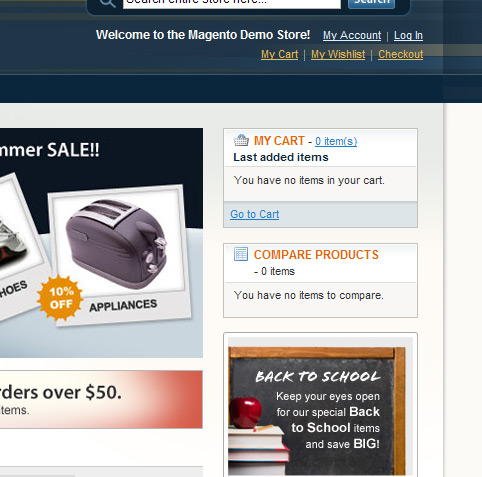 Search entire store here...
Search
Welcome to the Magento Demo Store! My Account | Log In
My Cart | My Wishlist | Checkout
mmer SALE!!
HOES
10%
OFF
APPLIANCES
rders over $50.
items.
MY CART - 0 item(s)
Last added items
You have no items in your cart.
Go to Cart
COMPARE PRODUCTS
- 0 items
You have no items to compare.
BACK TO SCHOOL
Keep your eyes open
for our special Back
to School items
and save BIG!